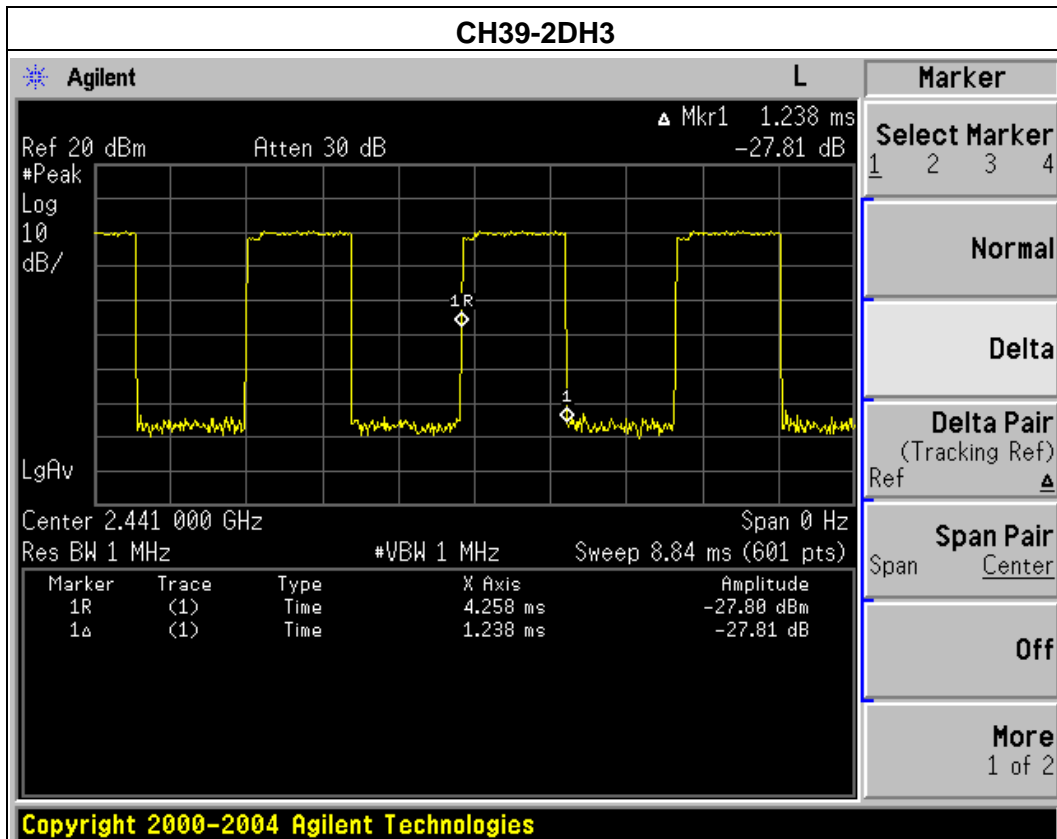 CH39-2DH3
Agilent L
Δ Mkr1 1.238 ms
Ref 20 dBm Atten 30 dB -27.81 dB
#Peak
Log
10
dB/
1R
1
LgAv
Center 2.441 000 GHz Span 0 Hz
Res BW 1 MHz #VBW 1 MHz Sweep 8.84 ms (601 pts)
Marker Trace Type X Axis Amplitude
1R (1) Time 4.258 ms -27.80 dBm
1Δ (1) Time 1.238 ms -27.81 dB
Marker
Select Marker
1 2 3 4
Normal
Delta
Delta Pair
(Tracking Ref)
Ref Δ
Span Pair
Span Center
Off
More
1 of 2
Copyright 2000-2004 Agilent Technologies